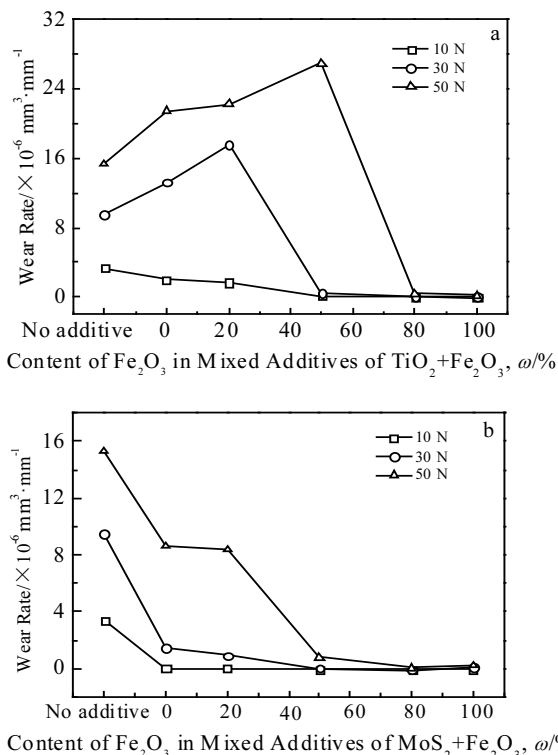 a
32
24
16
8
0
Wear Rate/×10⁻⁶ mm³·mm⁻¹
10 N
30 N
50 N
No additive 0 20 40 60 80 100
Content of Fe₂O₃ in Mixed Additives of TiO₂+Fe₂O₃, ω/%
b
16
12
8
4
0
Wear Rate/×10⁻⁶ mm³·mm⁻¹
10 N
30 N
50 N
No additive 0 20 40 60 80 100
Content of Fe₂O₃ in Mixed Additives of MoS₂+Fe₂O₃, ω/%